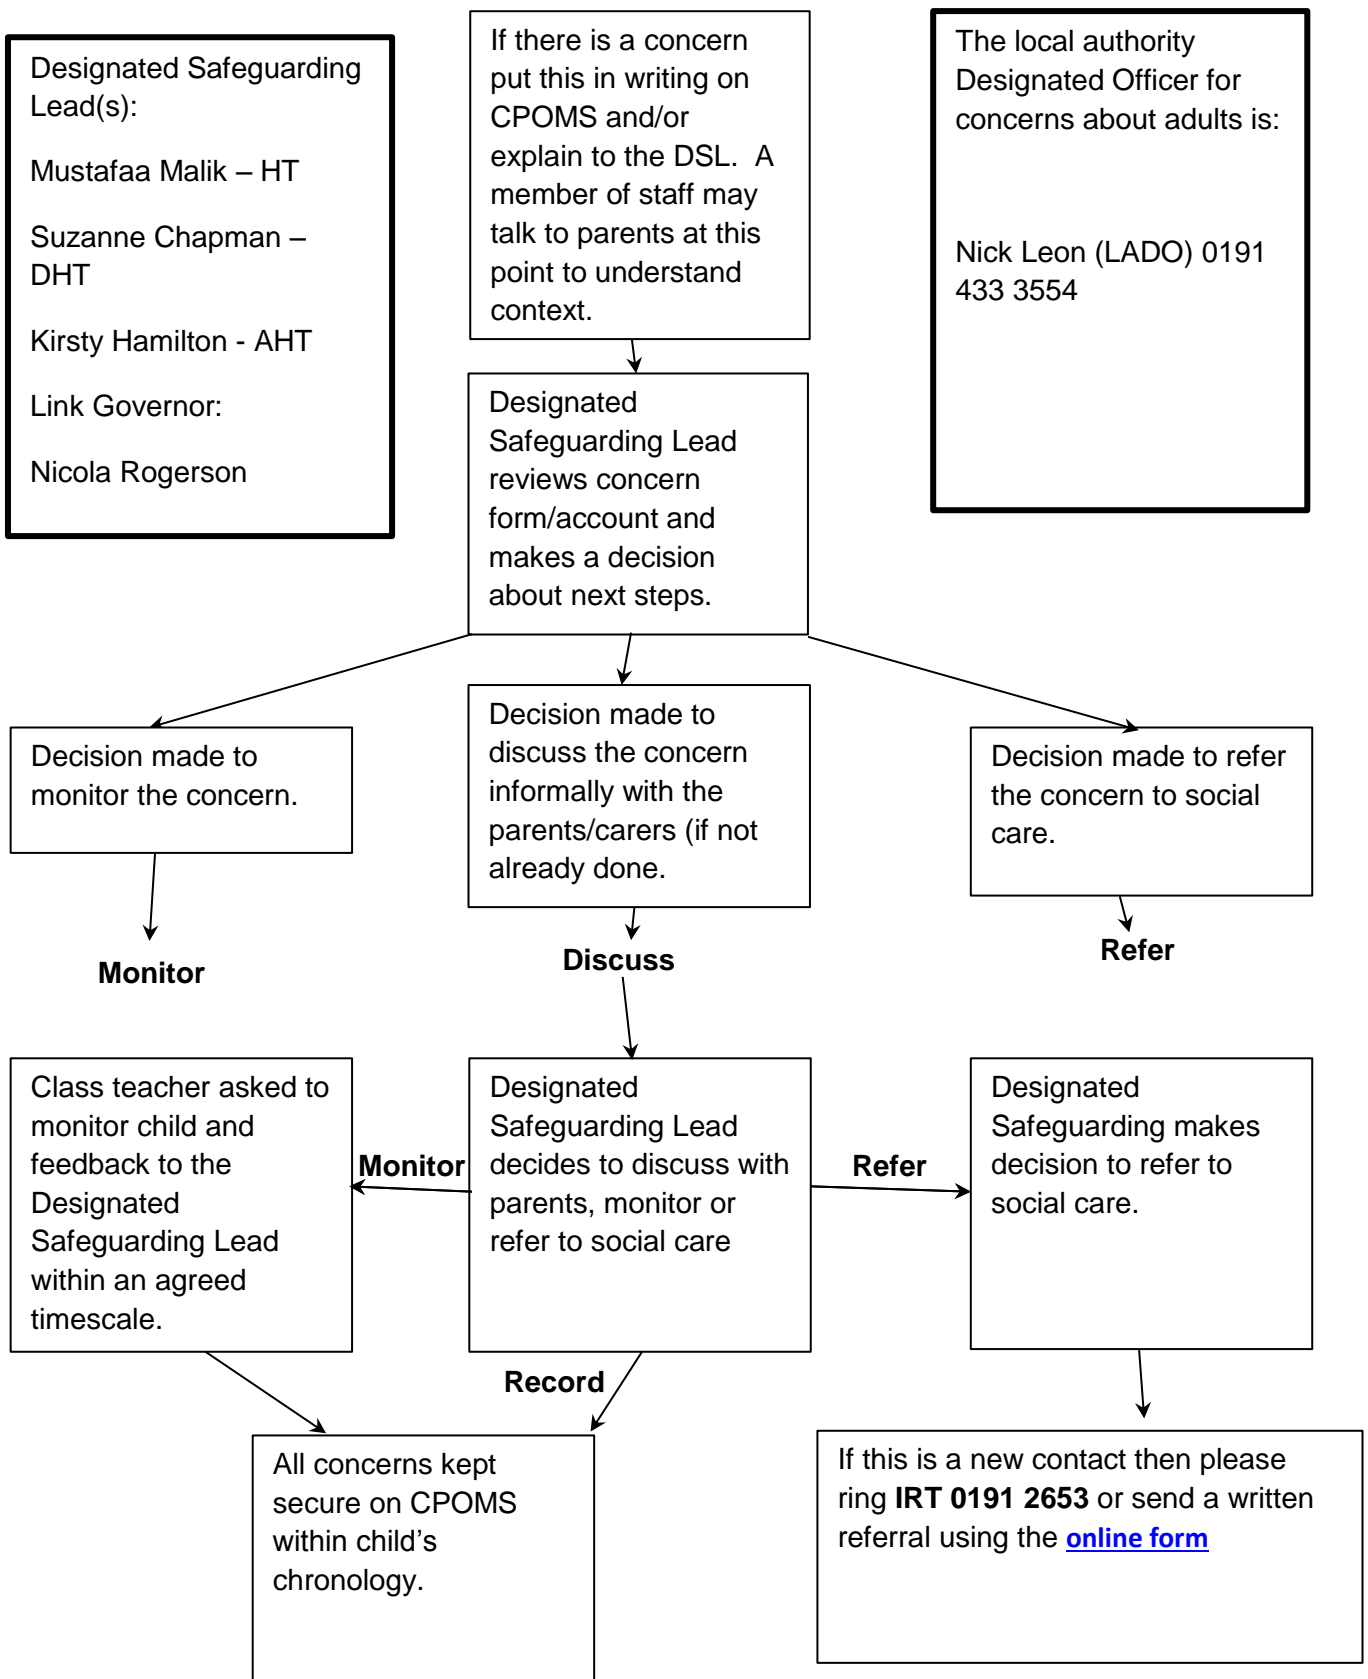 Designated Safeguarding
Lead(s):
Mustafaa Malik – HT
Suzanne Chapman –
DHT
Kirsty Hamilton - AHT
Link Governor:
Nicola Rogerson
If there is a concern
put this in writing on
CPOMS and/or
explain to the DSL.  A
member of staff may
talk to parents at this
point to understand
context.
The local authority
Designated Officer for
concerns about adults is:
Nick Leon (LADO) 0191
433 3554
Designated
Safeguarding Lead
reviews concern
form/account and
makes a decision
about next steps.
Decision made to
monitor the concern.
Decision made to
discuss the concern
informally with the
parents/carers (if not
already done.
Decision made to refer
the concern to social
care.
Monitor
Discuss
Refer
Class teacher asked to
monitor child and
feedback to the
Designated
Safeguarding Lead
within an agreed
timescale.
Monitor
Designated
Safeguarding Lead
decides to discuss with
parents, monitor or
refer to social care
Refer
Designated
Safeguarding makes
decision to refer to
social care.
Record
All concerns kept
secure on CPOMS
within child’s
chronology.
If this is a new contact then please
ring IRT 0191 2653 or send a written
referral using the online form